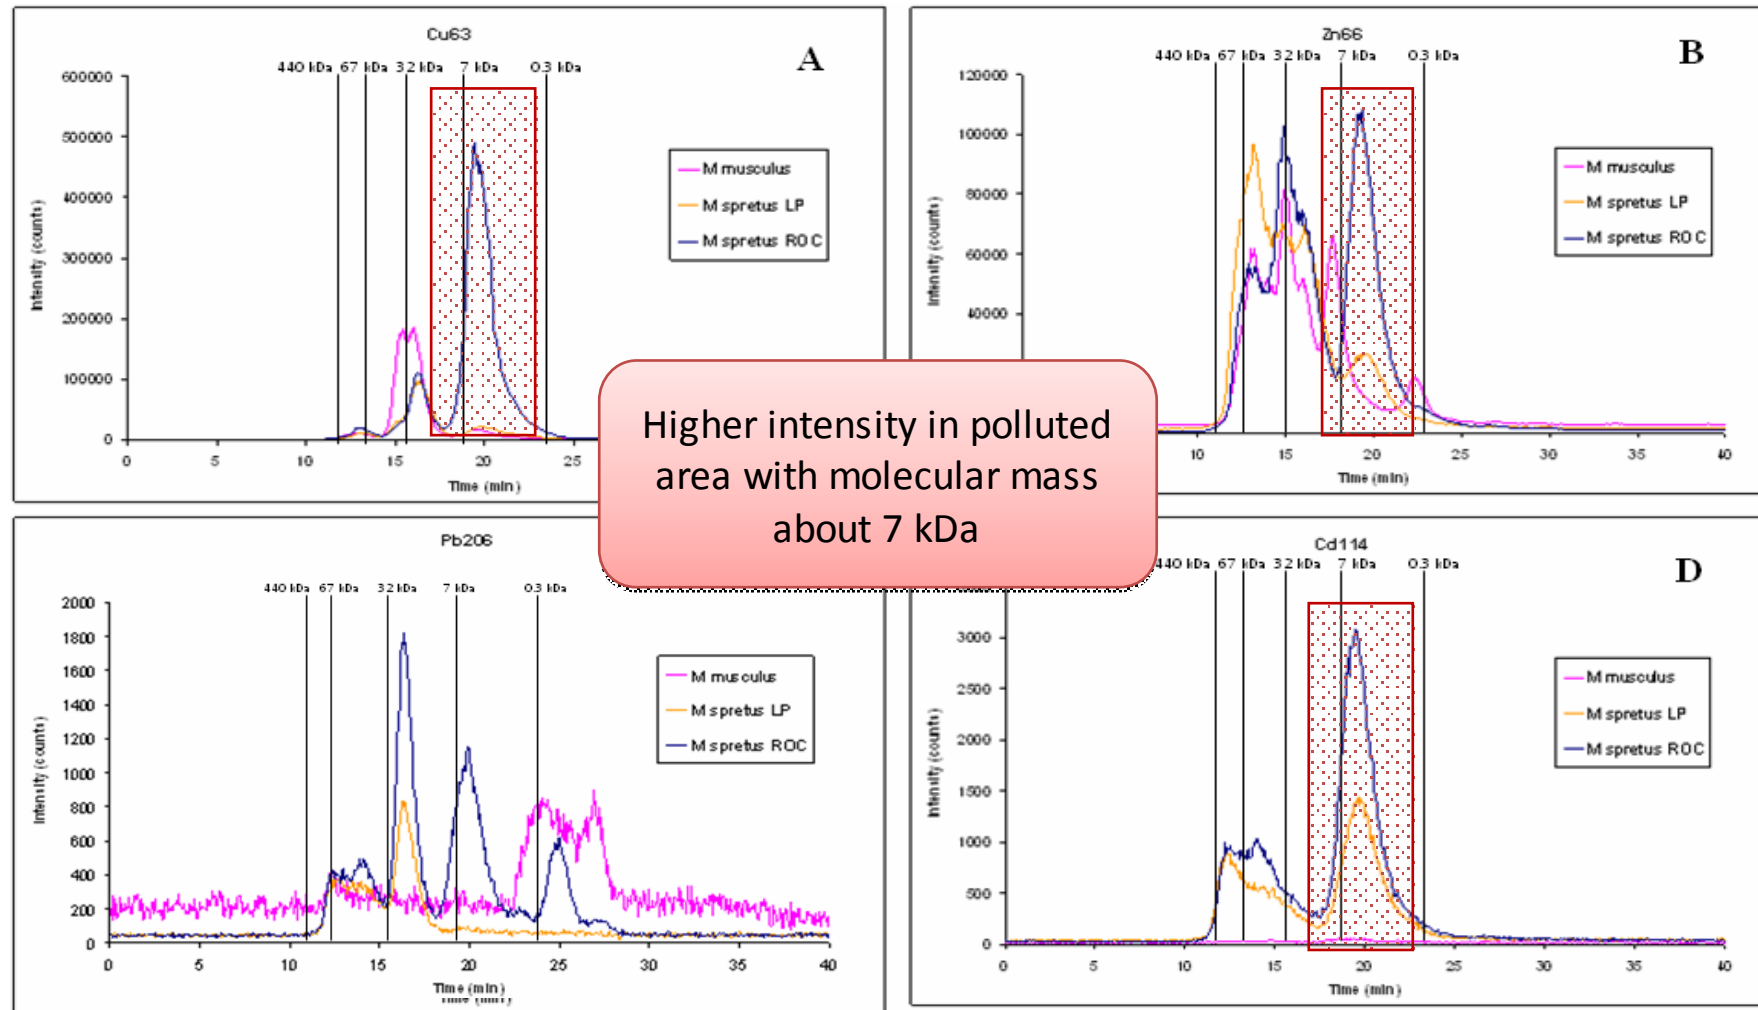 Cu63
A
440 kDa 67 kDa 32 kDa 7 kDa 0.3 kDa
600000
500000
400000
300000
200000
100000
0
Intensity (counts)
0 5 10 15 20 25
Time (min)
M musculus
M spretus LP
M spretus ROC
Zn66
B
440 kDa 67 kDa 32 kDa 7 kDa 0.3 kDa
120000
100000
80000
60000
40000
Intensity (counts)
10 15 20 25 30 35 40
Time (min)
M musculus
M spretus LP
M spretus ROC
Higher intensity in polluted
area with molecular mass
about 7 kDa
Pb206
440 kDa 67 kDa 32 kDa 7 kDa 0.3 kDa
2000
1800
1600
1400
1200
1000
800
600
400
200
0
Intensity (counts)
0 5 10 15 20 25 30 35 40
Time (min)
M musculus
M spretus LP
M spretus ROC
Cd114
D
440 kDa 67 kDa 32 kDa 7 kDa 0.3 kDa
3000
2500
2000
1500
1000
500
0
Intensity (counts)
0 5 10 15 20 25 30 35 40
Time (min)
M musculus
M spretus LP
M spretus ROC